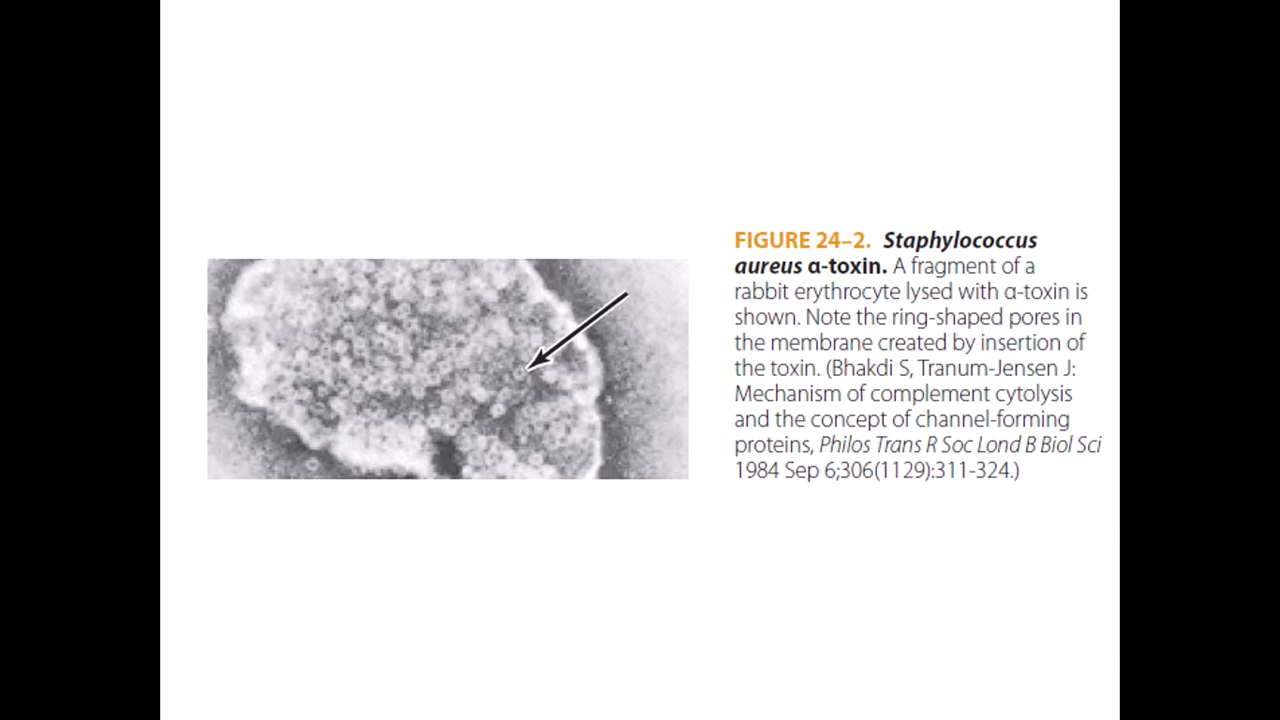 FIGURE 24–2. Staphylococcus
aureus α-toxin. A fragment of a
rabbit erythrocyte lysed with α-toxin is
shown. Note the ring-shaped pores in
the membrane created by insertion of
the toxin. (Bhakdi S, Tranum-Jensen J:
Mechanism of complement cytolysis
and the concept of channel-forming
proteins, Philos Trans R Soc Lond B Biol Sci
1984 Sep 6;306(1129):311-324.)